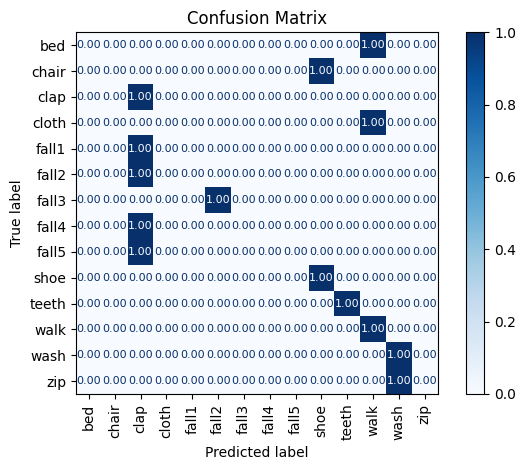 Confusion Matrix
bed 0.00 0.00 0.00 0.00 0.00 0.00 0.00 0.00 0.00 0.00 0.00 1.00 0.00 0.00
chair 0.00 0.00 0.00 0.00 0.00 0.00 0.00 0.00 0.00 1.00 0.00 0.00 0.00 0.00
clap 0.00 0.00 1.00 0.00 0.00 0.00 0.00 0.00 0.00 0.00 0.00 0.00 0.00 0.00
cloth 0.00 0.00 0.00 0.00 0.00 0.00 0.00 0.00 0.00 0.00 0.00 1.00 0.00 0.00
fall1 0.00 0.00 1.00 0.00 0.00 0.00 0.00 0.00 0.00 0.00 0.00 0.00 0.00 0.00
fall2 0.00 0.00 1.00 0.00 0.00 0.00 0.00 0.00 0.00 0.00 0.00 0.00 0.00 0.00
fall3 0.00 0.00 0.00 0.00 0.00 1.00 0.00 0.00 0.00 0.00 0.00 0.00 0.00 0.00
fall4 0.00 0.00 1.00 0.00 0.00 0.00 0.00 0.00 0.00 0.00 0.00 0.00 0.00 0.00
fall5 0.00 0.00 1.00 0.00 0.00 0.00 0.00 0.00 0.00 0.00 0.00 0.00 0.00 0.00
shoe 0.00 0.00 0.00 0.00 0.00 0.00 0.00 0.00 0.00 1.00 0.00 0.00 0.00 0.00
teeth 0.00 0.00 0.00 0.00 0.00 0.00 0.00 0.00 0.00 0.00 1.00 0.00 0.00 0.00
walk 0.00 0.00 0.00 0.00 0.00 0.00 0.00 0.00 0.00 0.00 0.00 1.00 0.00 0.00
wash 0.00 0.00 0.00 0.00 0.00 0.00 0.00 0.00 0.00 0.00 0.00 0.00 1.00 0.00
zip 0.00 0.00 0.00 0.00 0.00 0.00 0.00 0.00 0.00 0.00 0.00 0.00 1.00 0.00
True label
bed chair clap cloth fall1 fall2 fall3 fall4 fall5 shoe teeth walk wash zip
Predicted label
1.0
0.8
0.6
0.4
0.2
0.0